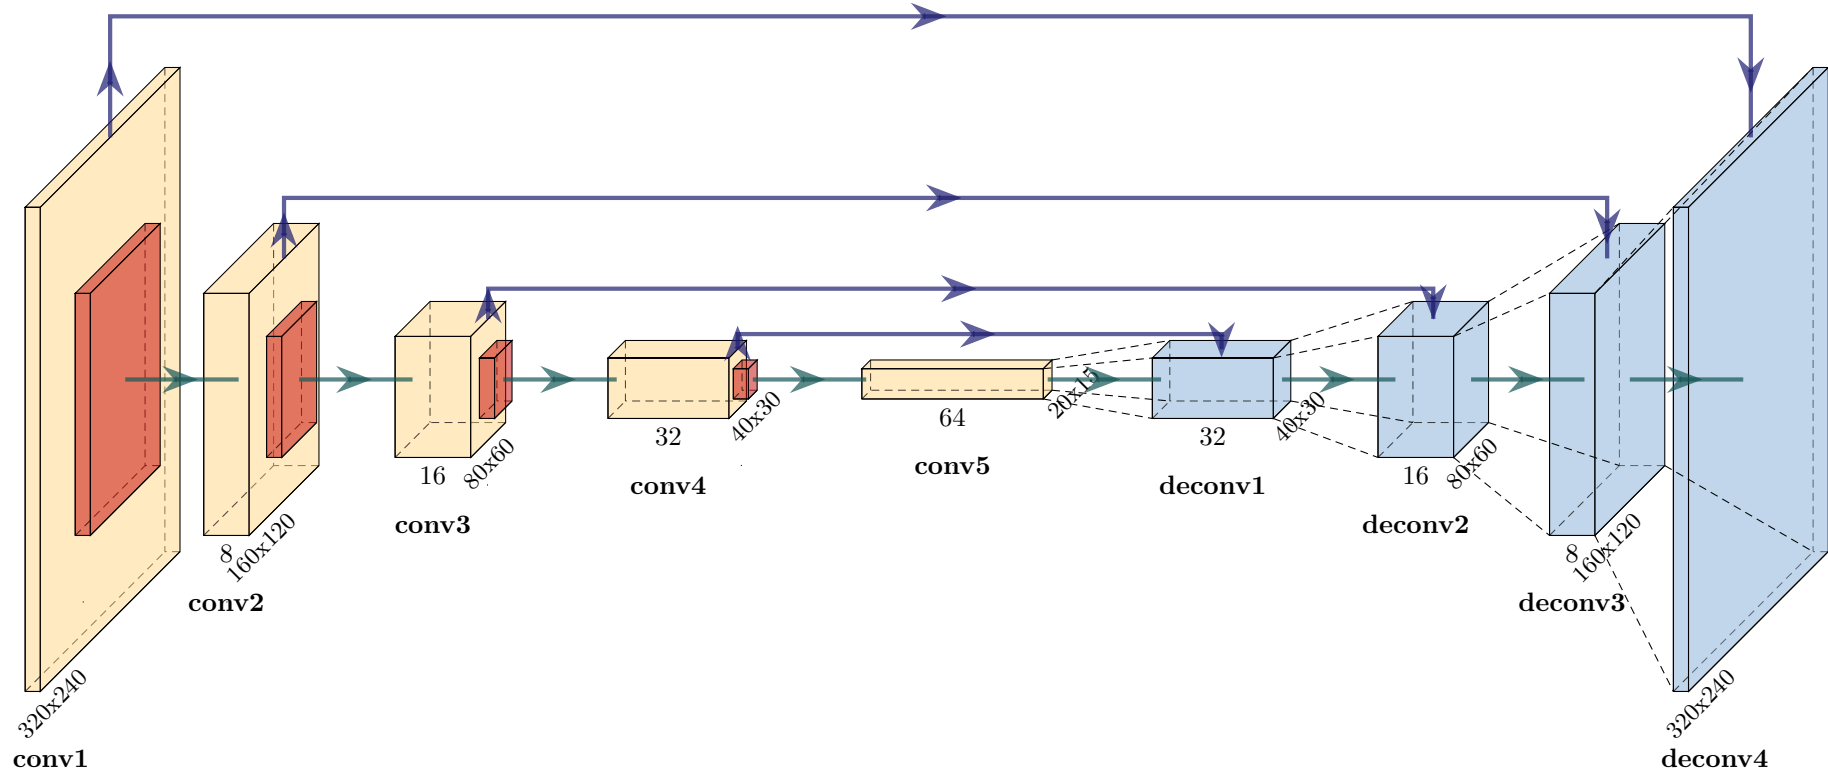 320x240
conv1
8
160x120
conv2
16
80x60
conv3
32
40x30
conv4
64
20x15
conv5
32
40x30
deconv1
16
80x60
deconv2
8
160x120
deconv3
320x240
deconv4